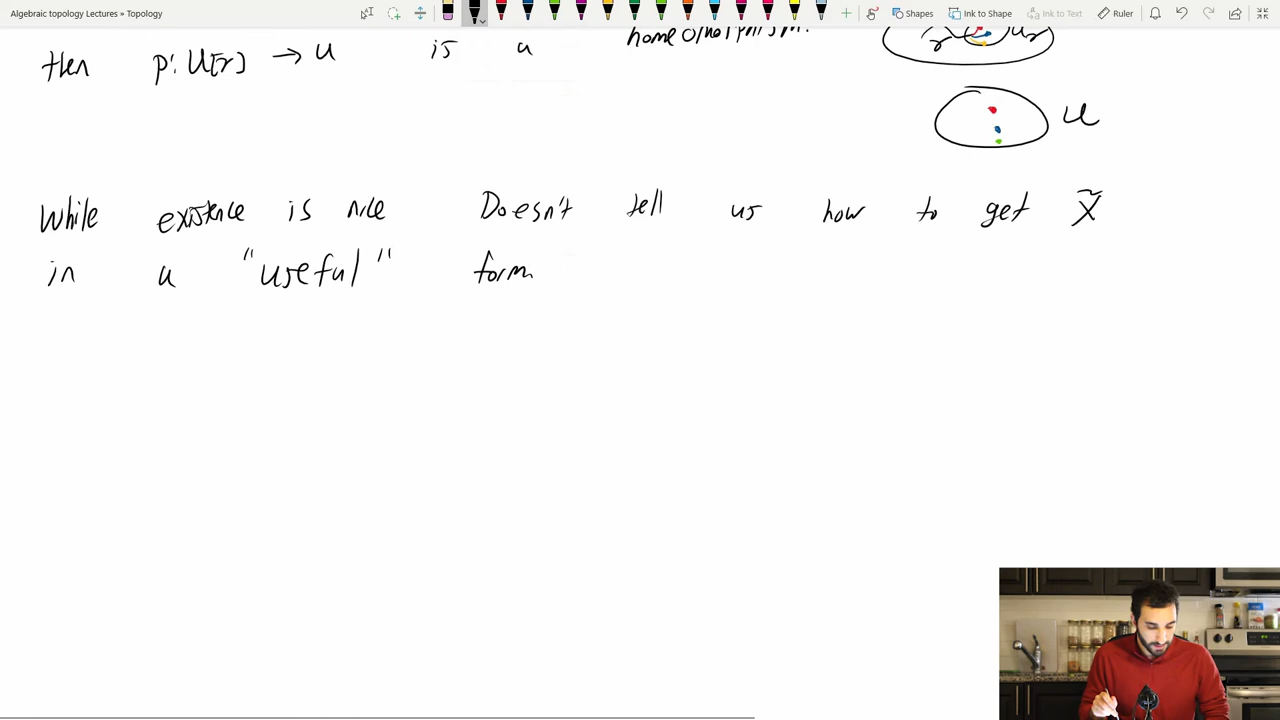 Algebraic topology Lectures » Topology
Shapes
Ink to Shape
Ink to Text
Ruler
then p: U[γ] → U is a homeomorphism.
U
While existence is nice Doesn't tell us how to get X̃
in a "useful" form